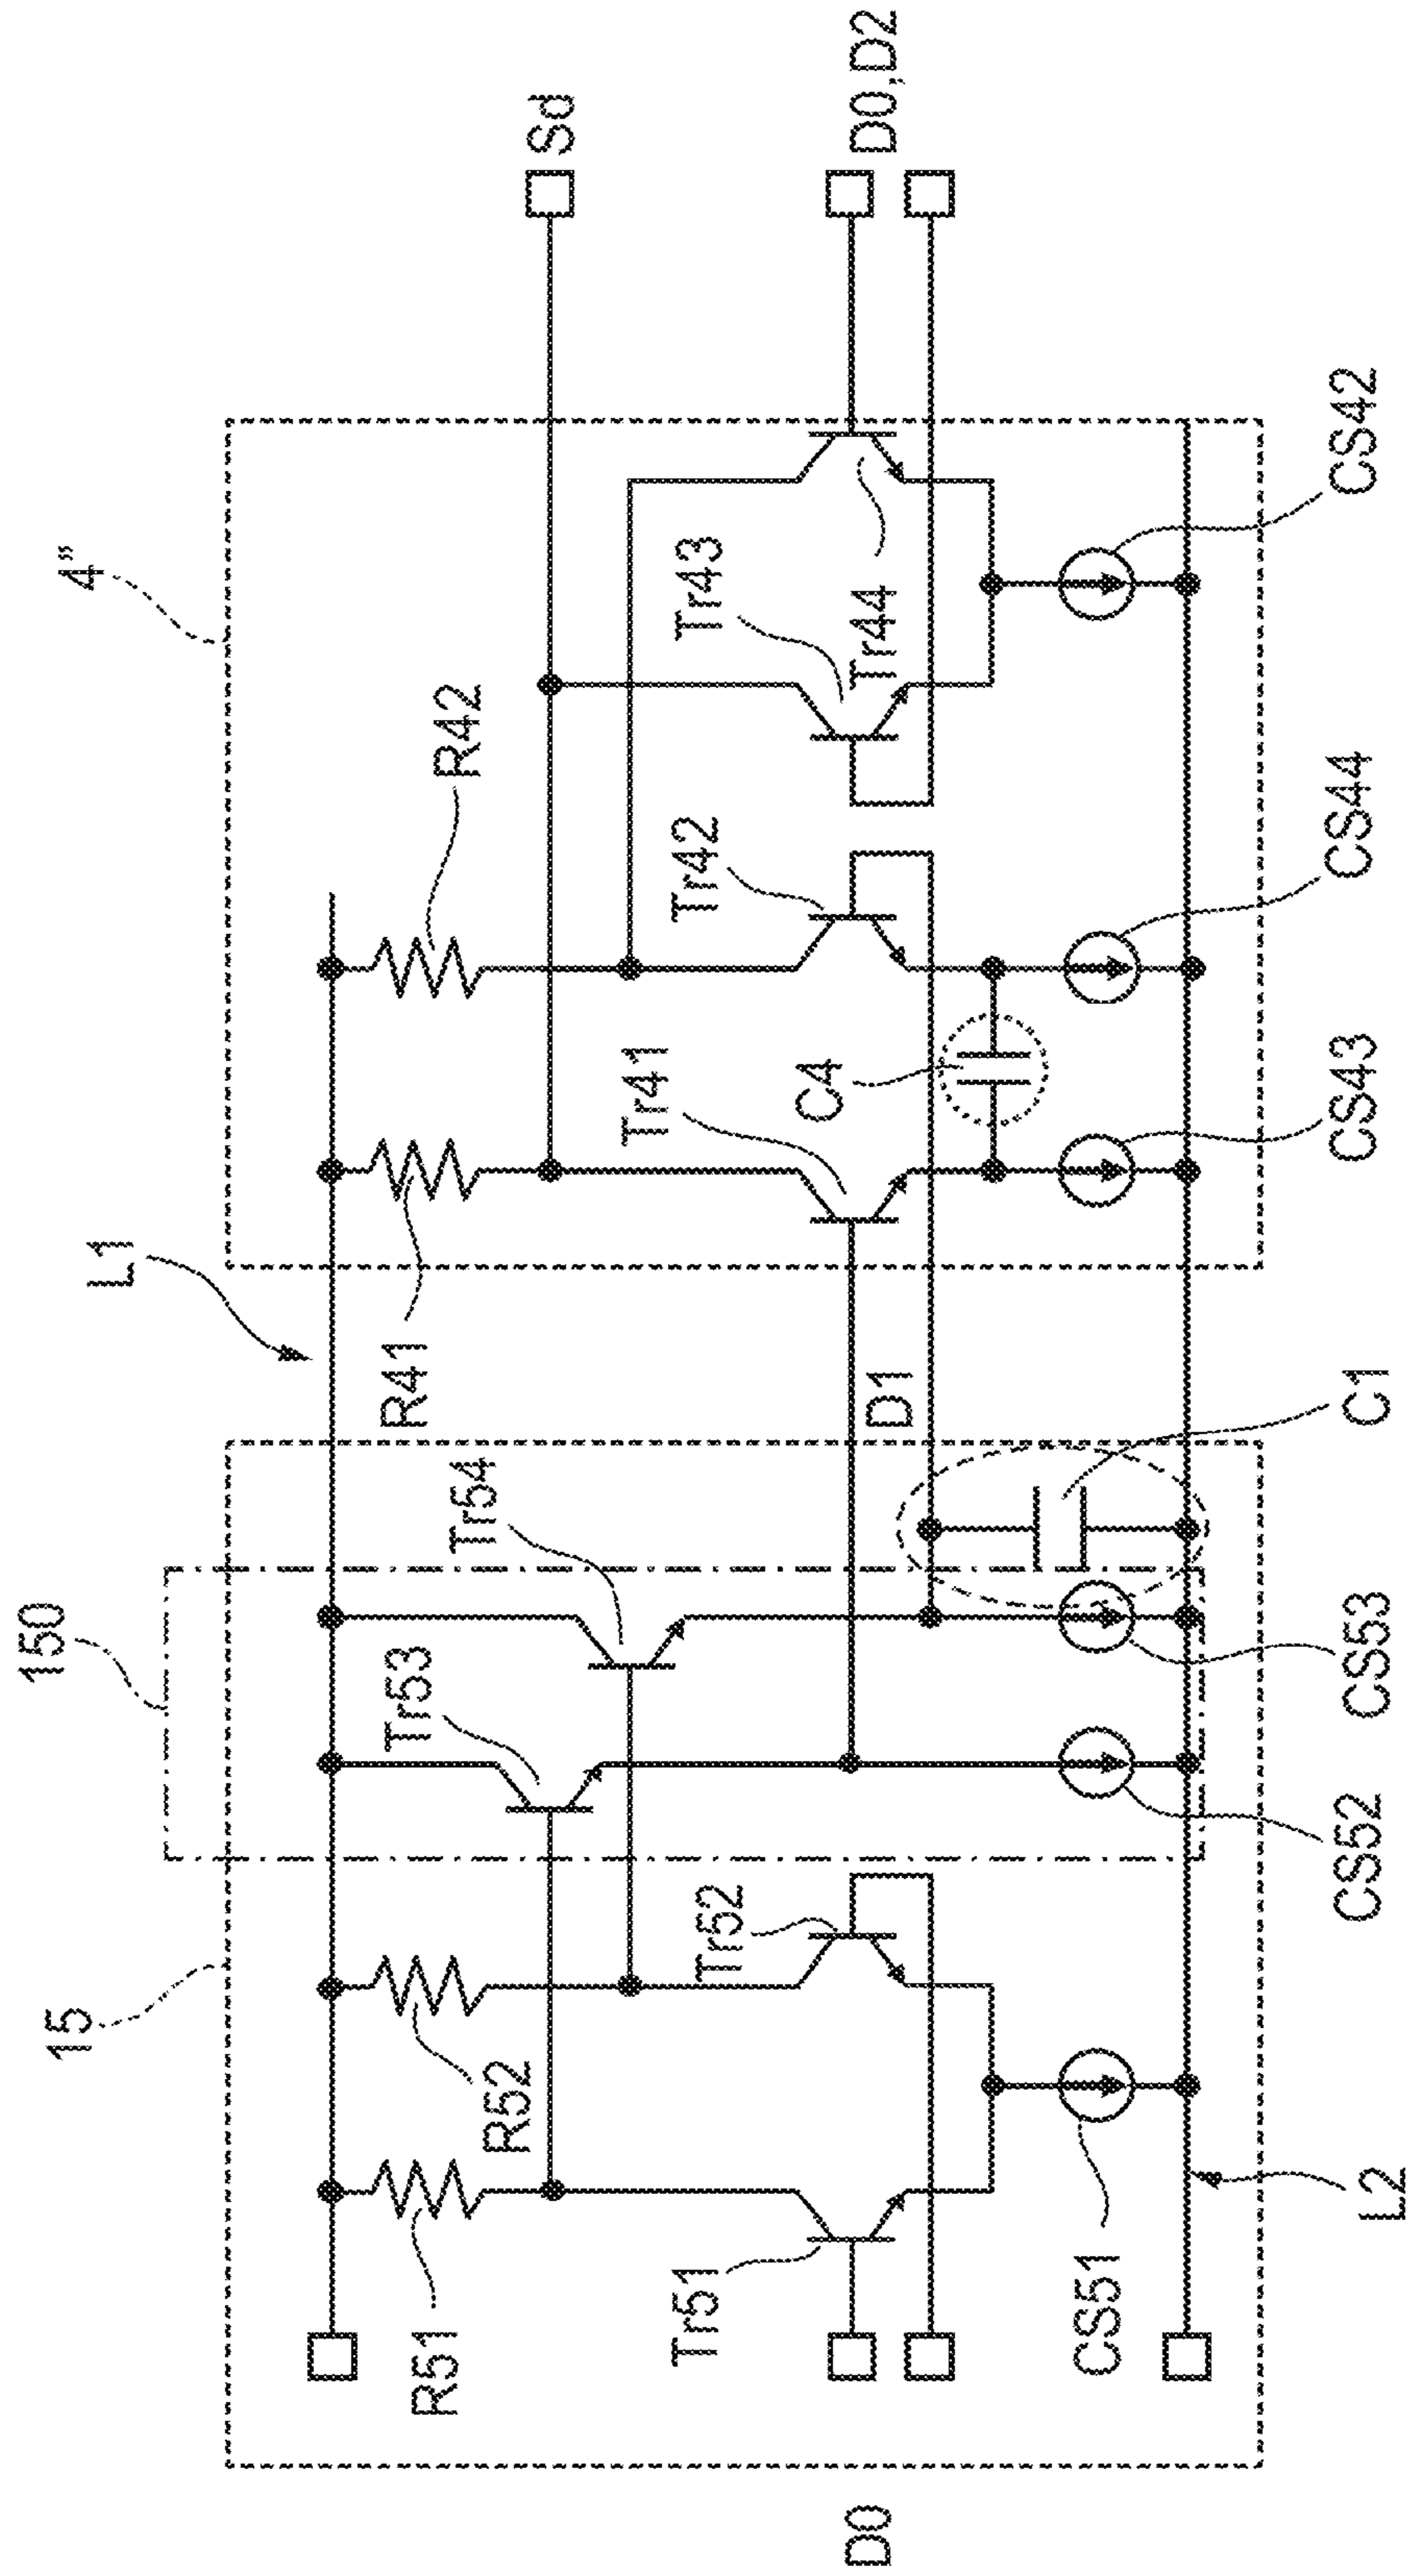 15
150
L1
4"
R51
R52
Tr53
Tr54
R41
R42
Sd
Tr51
Tr52
Tr41
Tr42
Tr43
Tr44
D0
D1
C4
D0,D2
CS51
L2
CS52
CS53
C1
CS43
CS44
CS42